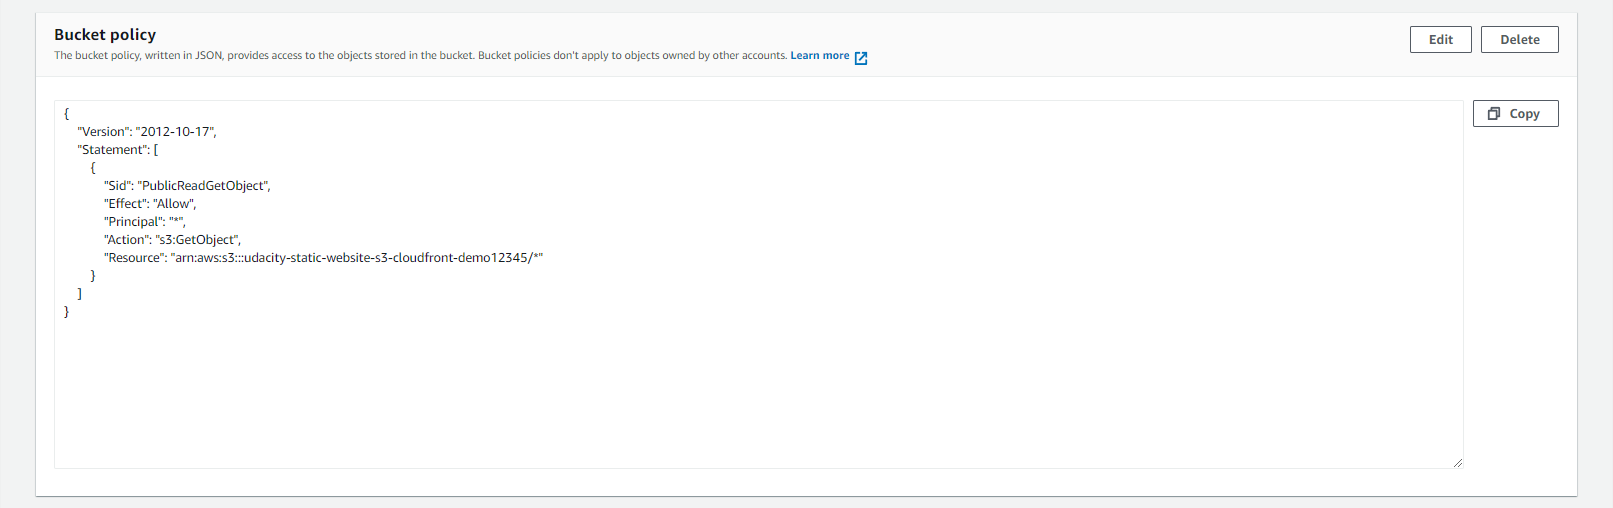 Bucket policy
The bucket policy, written in JSON, provides access to the objects stored in the bucket. Bucket policies don't apply to objects owned by other accounts. Learn more
Edit
Delete
Copy
{
    "Version": "2012-10-17",
    "Statement": [
        {
            "Sid": "PublicReadGetObject",
            "Effect": "Allow",
            "Principal": "*",
            "Action": "s3:GetObject",
            "Resource": "arn:aws:s3:::udacity-static-website-s3-cloudfront-demo12345/*"
        }
    ]
}